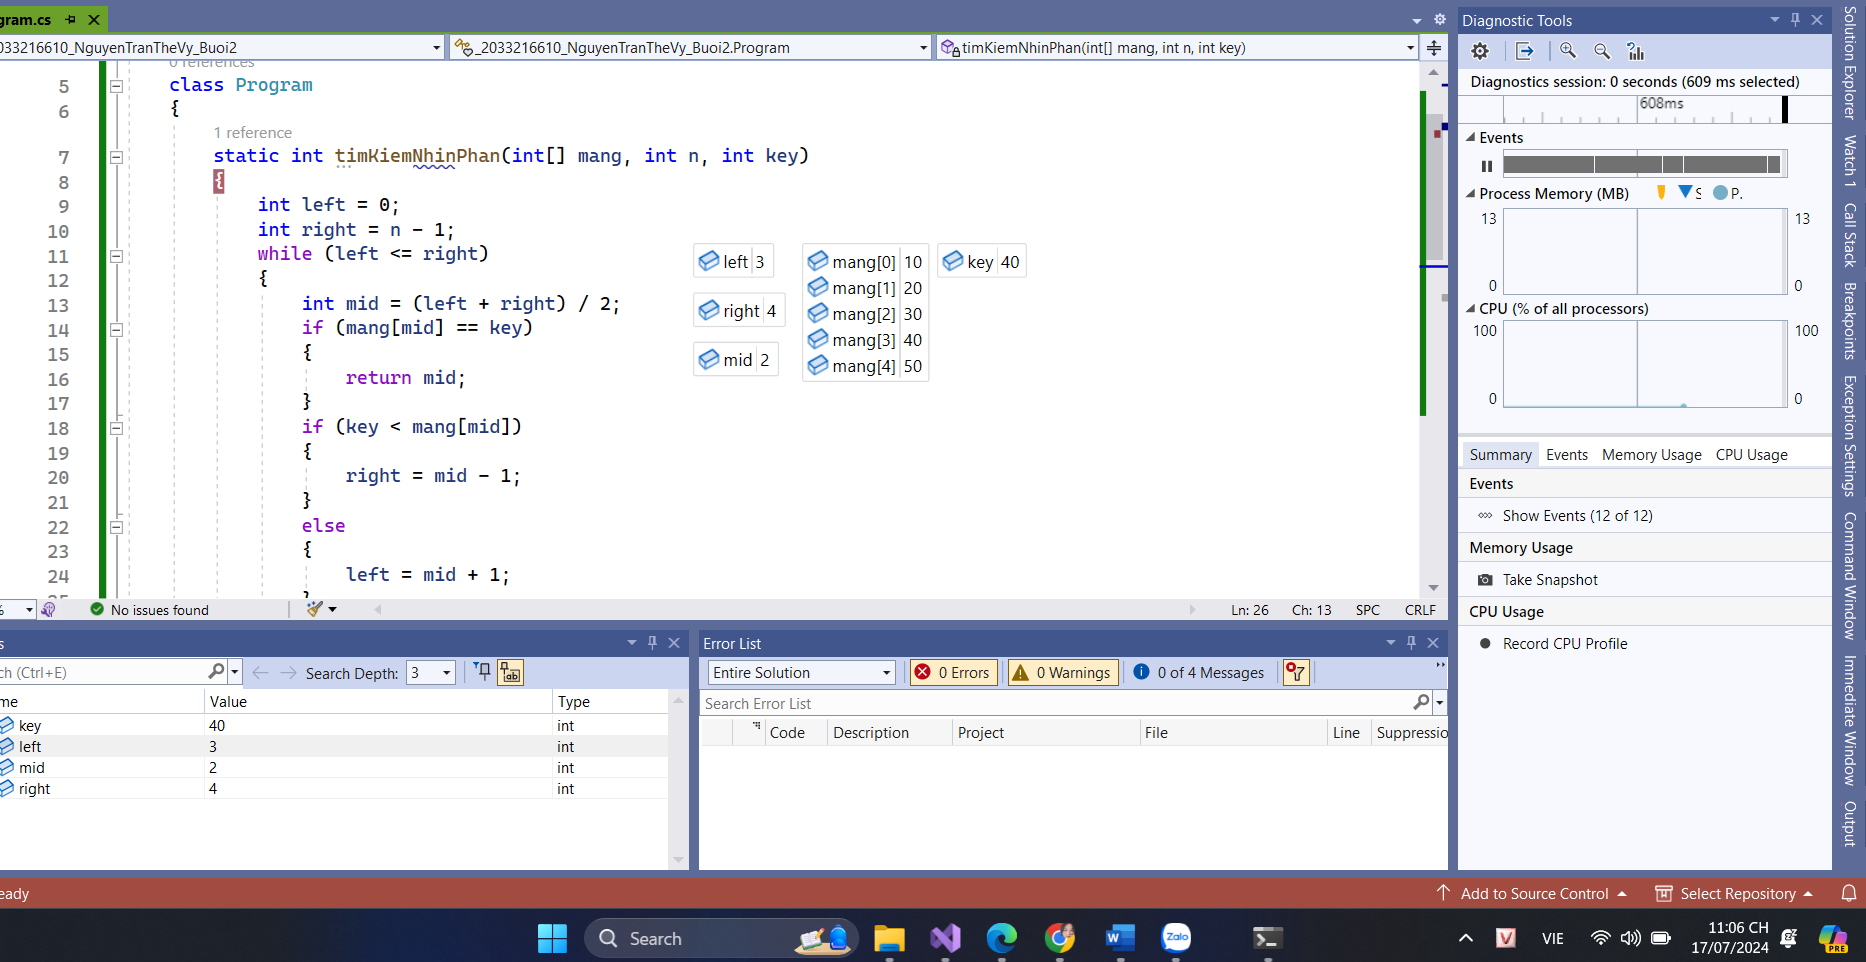 gram.cs
033216610_NguyenTranTheVy_Buoi2
_2033216610_NguyenTranTheVy_Buoi2.Program
timKiemNhinPhan(int[] mang, int n, int key)
0 references
5 class Program
6 {
1 reference
7 static int timKiemNhinPhan(int[] mang, int n, int key)
8 {
9 int left = 0;
10 int right = n - 1;
11 while (left <= right)
12 {
13 int mid = (left + right) / 2;
14 if (mang[mid] == key)
15 {
16 return mid;
17 }
18 if (key < mang[mid])
19 {
20 right = mid - 1;
21 }
22 else
23 {
24 left = mid + 1;
25 }
left 3
right 4
mid 2
mang[0] 10
mang[1] 20
mang[2] 30
mang[3] 40
mang[4] 50
key 40
% No issues found Ln: 26 Ch: 13 SPC CRLF
s
ch (Ctrl+E) Search Depth: 3
me Value Type
key 40 int
left 3 int
mid 2 int
right 4 int
Error List
Entire Solution 0 Errors 0 Warnings 0 of 4 Messages
Search Error List
Code Description Project File Line Suppressio
Diagnostic Tools
Diagnostics session: 0 seconds (609 ms selected)
608ms
Events
Process Memory (MB) S P.
13 13
0 0
CPU (% of all processors)
100 100
0 0
Summary Events Memory Usage CPU Usage
Events
Show Events (12 of 12)
Memory Usage
Take Snapshot
CPU Usage
Record CPU Profile
Solution Explorer
Watch 1
Call Stack
Breakpoints
Exception Settings
Command Window
Immediate Window
Output
eady Add to Source Control Select Repository
Search
Zalo
VIE
11:06 CH
17/07/2024
PRE